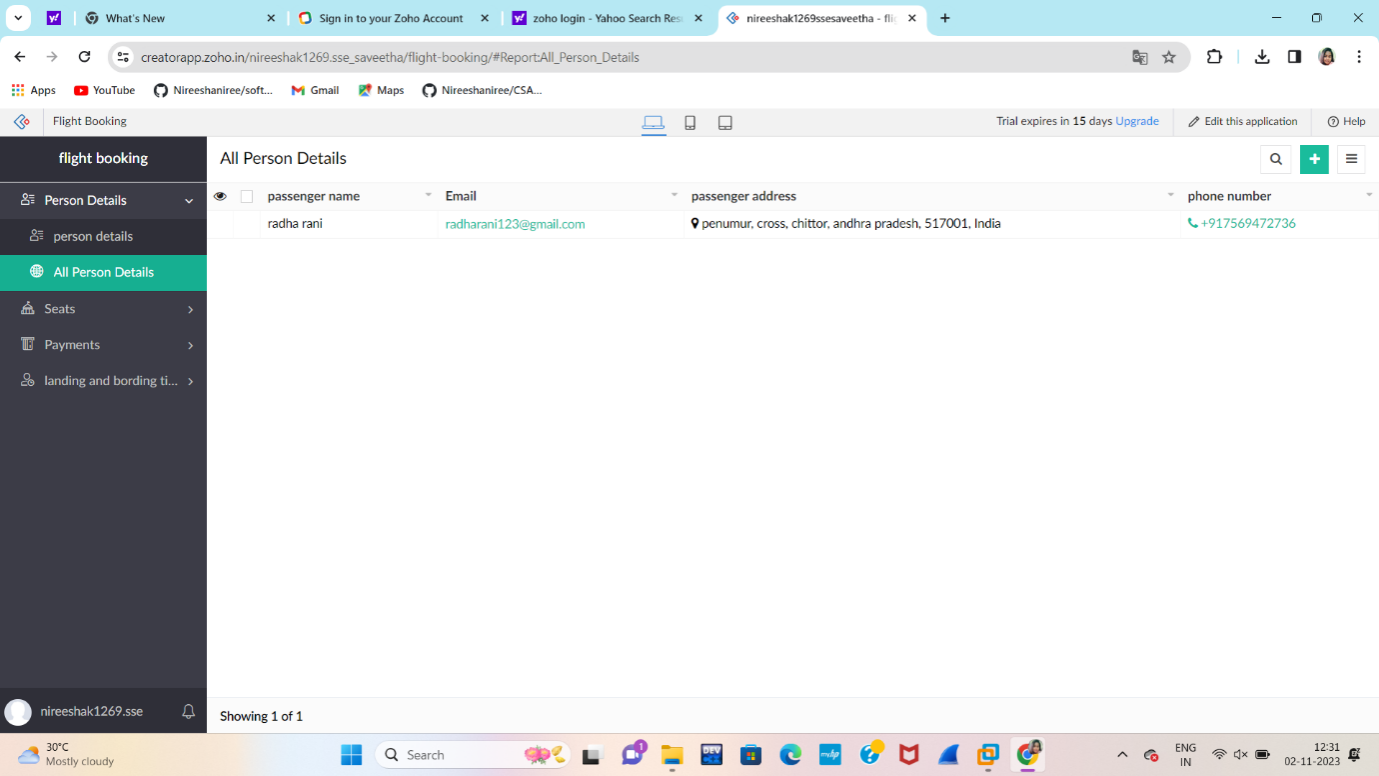 What's New
Sign in to your Zoho Account
zoho login - Yahoo Search Res
nireeshak1269ssesaveetha - fli
creatorapp.zoho.in/nireeshak1269.sse_saveetha/flight-booking/#Report:All_Person_Details
Apps YouTube Nireeshaniree/soft... Gmail Maps Nireeshaniree/CSA...
Flight Booking
Trial expires in 15 days Upgrade
Edit this application
Help
flight booking
Person Details
person details
All Person Details
Seats
Payments
landing and bording ti...
nireeshak1269.sse
All Person Details
passenger name Email passenger address phone number
radha rani radharani123@gmail.com penumur, cross, chittor, andhra pradesh, 517001, India +917569472736
Showing 1 of 1
30°C
Mostly cloudy
Search
1
DEV
ENG
IN
12:31
02-11-2023